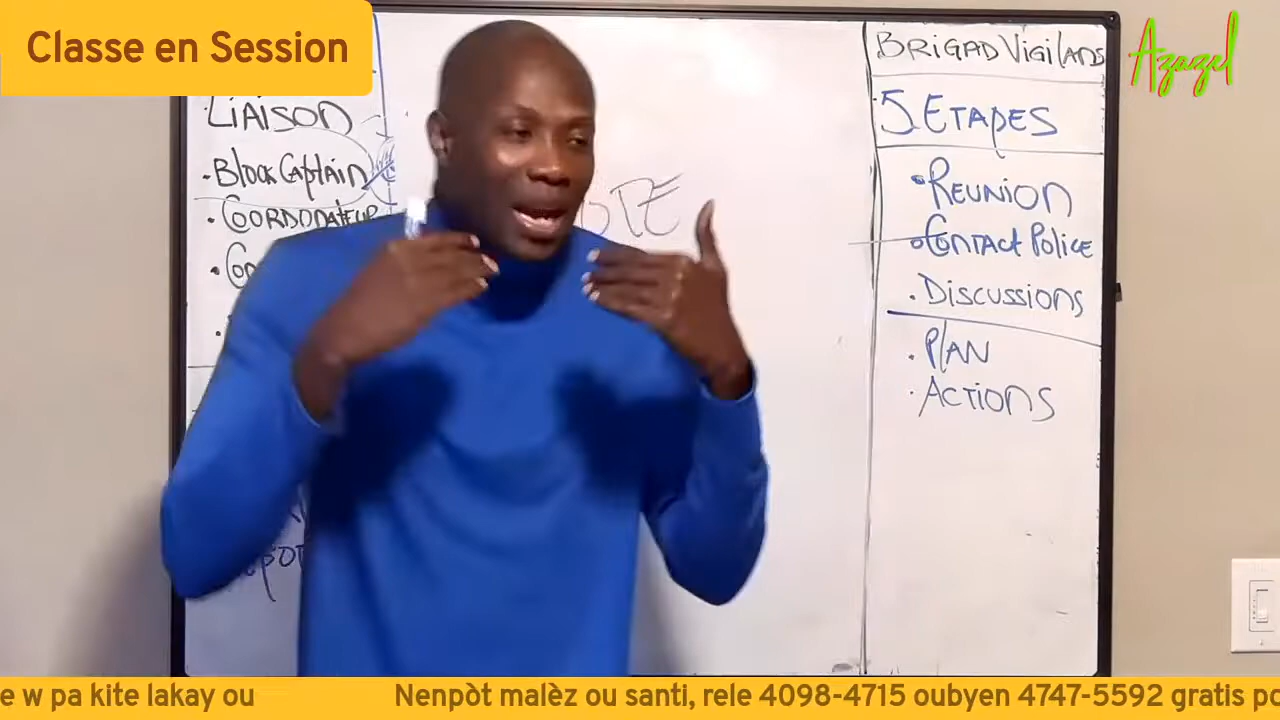 Classe en Session
Azazel
LIAISON
• Block Captain
• COORDONATEUR
BRIGAD VigilANS
5 ETAPES
• REUNION
• CONTACT Police
• Discussions
• PlAN
• ACTIONS
e w pa kite lakay ou
Nenpòt malèz ou santi, rele 4098-4715 oubyen 4747-5592 gratis po